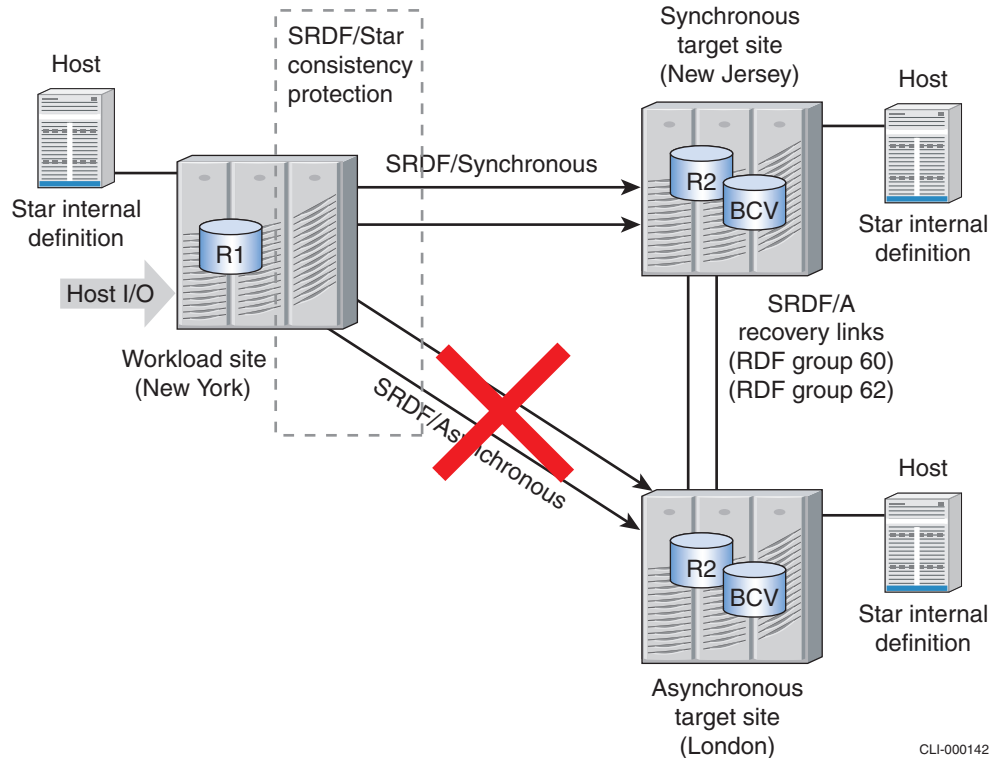 SRDF/Star
consistency
protection
Synchronous
target site
(New Jersey)
Host
Host
SRDF/Synchronous
R2
BCV
Star internal
definition
R1
Star internal
definition
Host I/O
SRDF/A
recovery links
(RDF group 60)
(RDF group 62)
Workload site
(New York)
SRDF/Asynchronous
Host
R2
BCV
Star internal
definition
Asynchronous
target site
(London)
CLI-000142